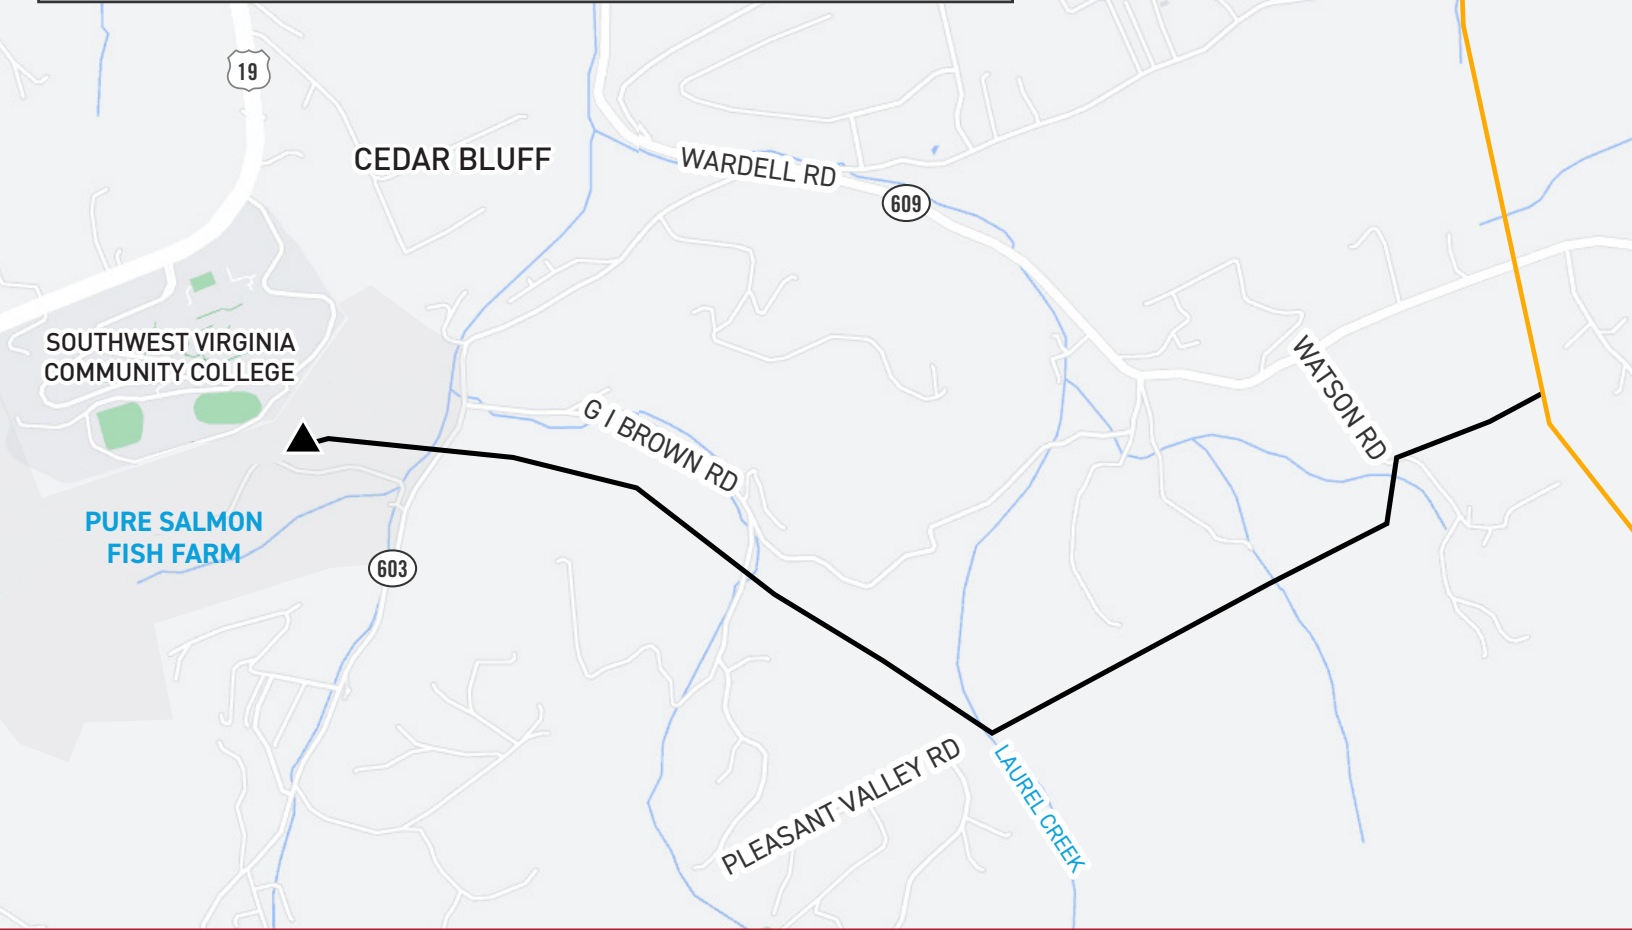 19
CEDAR BLUFF
WARDELL RD
609
SOUTHWEST VIRGINIA
COMMUNITY COLLEGE
WATSON RD
G I BROWN RD
PURE SALMON
FISH FARM
603
PLEASANT VALLEY RD
LAUREL CREEK